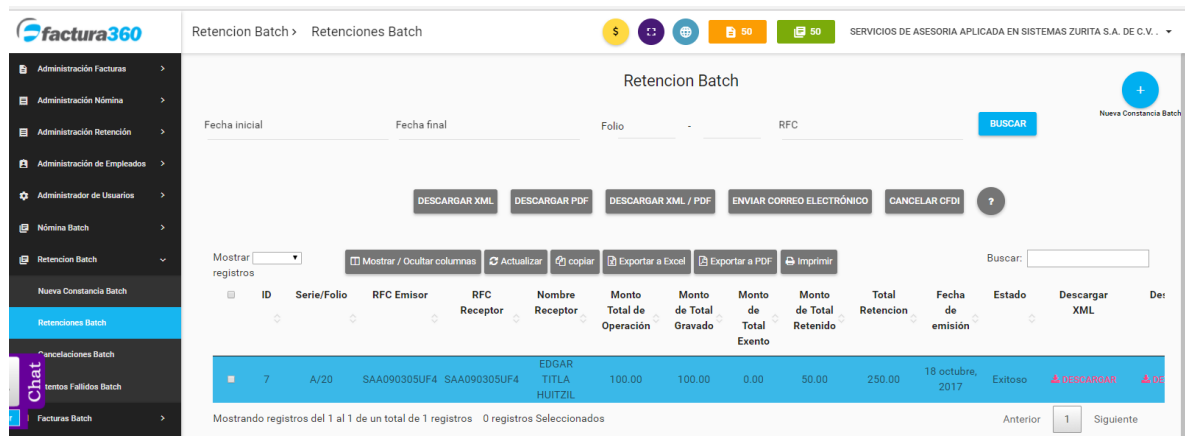 factura360
Retencion Batch > Retenciones Batch
$ 50 50 SERVICIOS DE ASESORIA APLICADA EN SISTEMAS ZURITA S.A. DE C.V. .
Administración Facturas
Administración Nómina
Administración Retención
Administración de Empleados
Administrador de Usuarios
Nómina Batch
Retencion Batch
Nueva Constancia Batch
Retenciones Batch
Cancelaciones Batch
tentos Fallidos Batch
Facturas Batch
Chat
Retencion Batch
+
Nueva Constancia Batch
Fecha inicial Fecha final Folio - RFC BUSCAR
DESCARGAR XML DESCARGAR PDF DESCARGAR XML / PDF ENVIAR CORREO ELECTRÓNICO CANCELAR CFDI ?
Mostrar
registros
Mostrar / Ocultar columnas Actualizar copiar Exportar a Excel Exportar a PDF Imprimir
Buscar:
ID
Serie/Folio
RFC Emisor
RFC
Receptor
Nombre
Receptor
Monto
Total de
Operación
Monto
de Total
Gravado
Monto
de
Total
Exento
Monto
de Total
Retenido
Total
Retencion
Fecha
de
emisión
Estado
Descargar
XML
Des
7
A/20
SAA090305UF4
SAA090305UF4
EDGAR
TITLA
HUITZIL
100.00
100.00
0.00
50.00
250.00
18 octubre,
2017
Exitoso
DESCARGAR
DE
Mostrando registros del 1 al 1 de un total de 1 registros 0 registros Seleccionados
Anterior 1 Siguiente